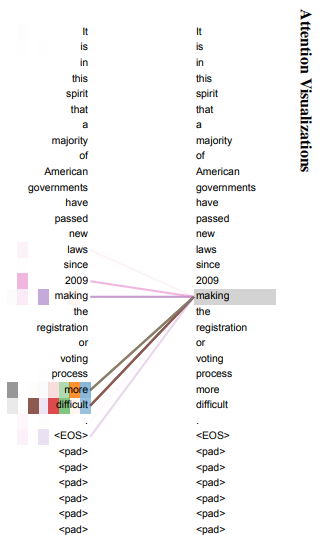 Attention Visualizations
It It
is is
in in
this this
spirit spirit
that that
a a
majority majority
of of
American American
governments governments
have have
passed passed
new new
laws laws
since since
2009 2009
making making
the the
registration registration
or or
voting voting
process process
more more
difficult difficult
. .
<EOS> <EOS>
<pad> <pad>
<pad> <pad>
<pad> <pad>
<pad> <pad>
<pad> <pad>
<pad> <pad>